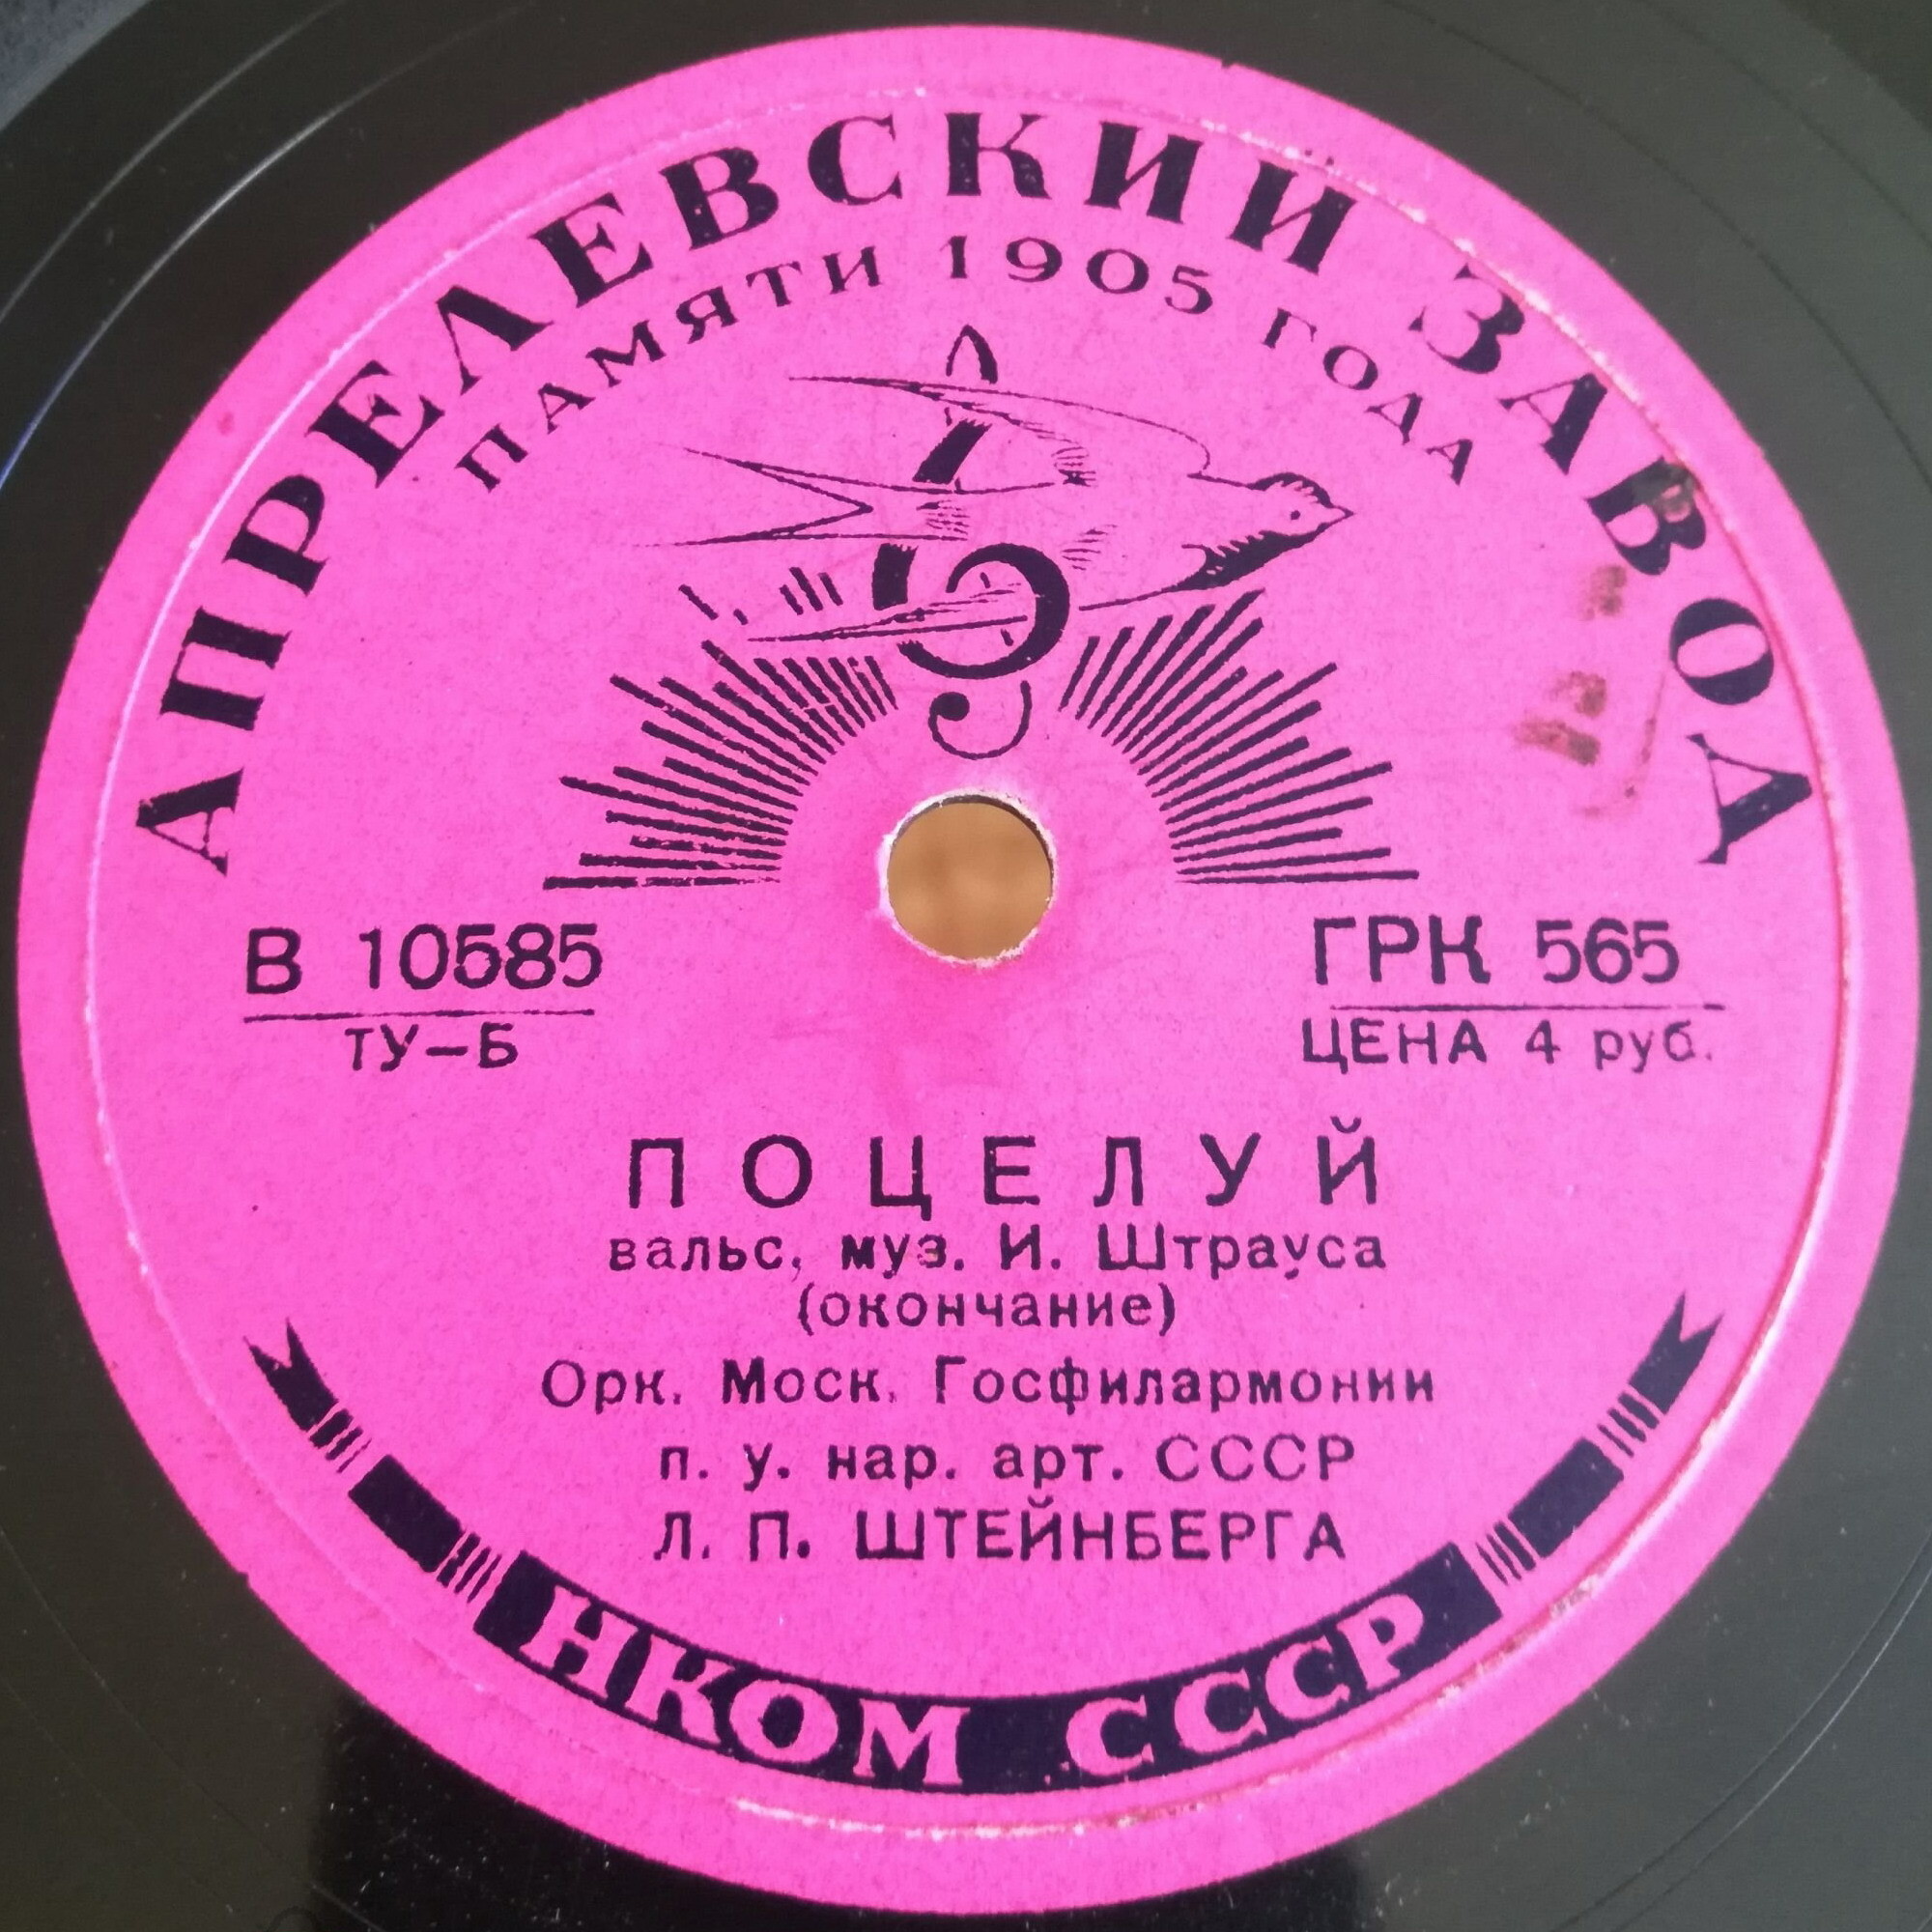 АПРЕЛЕВСКИЙ ЗАВОД
ПАМЯТИ 1905 ГОДА
В 10585
ТУ–Б
ГРК 565
ЦЕНА 4 руб.
ПОЦЕЛУЙ
вальс, муз. И. Штрауса
(окончание)
Орк. Моск. Госфилармонии
п. у. нар. арт. СССР
Л. П. ШТЕЙНБЕРГА
НКОМ СССР